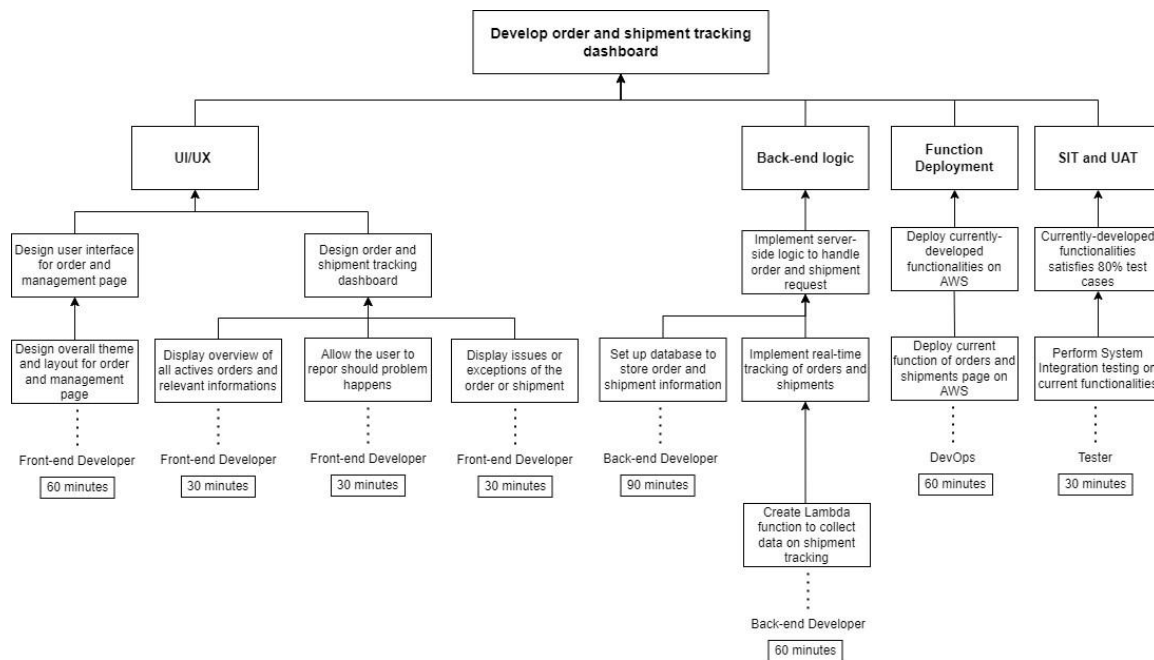 Develop order and shipment tracking
dashboard
UI/UX
Back-end logic
Function
Deployment
SIT and UAT
Design user interface
for order and
management page
Design order and
shipment tracking
dashboard
Implement server-
side logic to handle
order and shipment
request
Deploy currently-
developed
functionalities on
AWS
Currently-developed
functionalities
satisfies 80% test
cases
Design overall theme
and layout for order
and management
page
Display overview of
all actives orders and
relevant informations
Allow the user to
repor should problem
happens
Display issues or
exceptions of the
order or shipment
Set up database to
store order and
shipment information
Implement real-time
tracking of orders and
shipments
Deploy current
function of orders and
shipments page on
AWS
Perform System
Integration testing on
current functionalities
Front-end Developer
60 minutes
Front-end Developer
30 minutes
Front-end Developer
30 minutes
Front-end Developer
30 minutes
Back-end Developer
90 minutes
DevOps
60 minutes
Tester
30 minutes
Create Lambda
function to collect
data on shipment
tracking
Back-end Developer
60 minutes